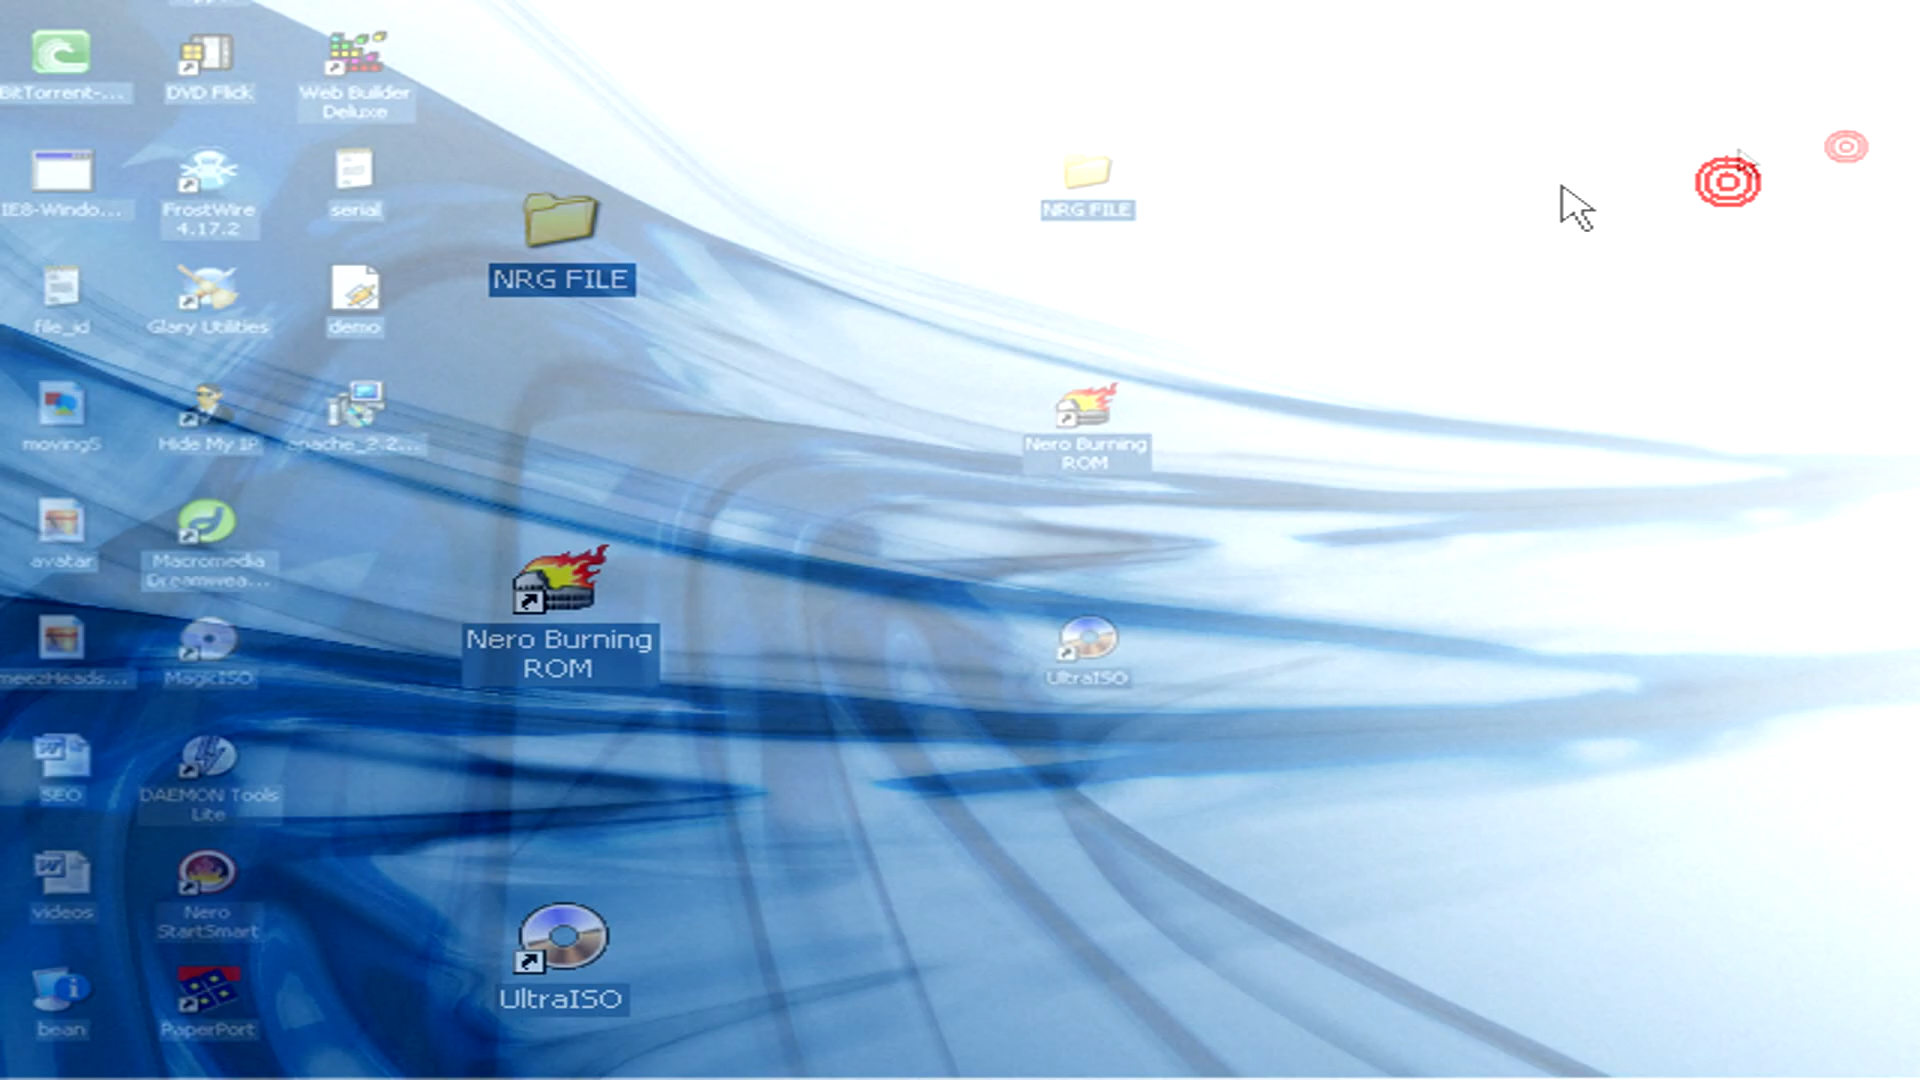 BitTorrent-...
DVD Flick
Web Builder
Deluxe
IE8-Windo...
FrostWire
4.17.2
serial
NRG FILE
NRG FILE
file_id
Glary Utilities
demo
moving5
Hide My IP
apache_2.2...
Nero Burning
ROM
avatar
Macromedia
Dreamwea...
Nero Burning
ROM
meezHeads...
MagicISO
UltraISO
SEO
DAEMON Tools
Lite
videos
Nero
StartSmart
UltraISO
bean
PaperPort